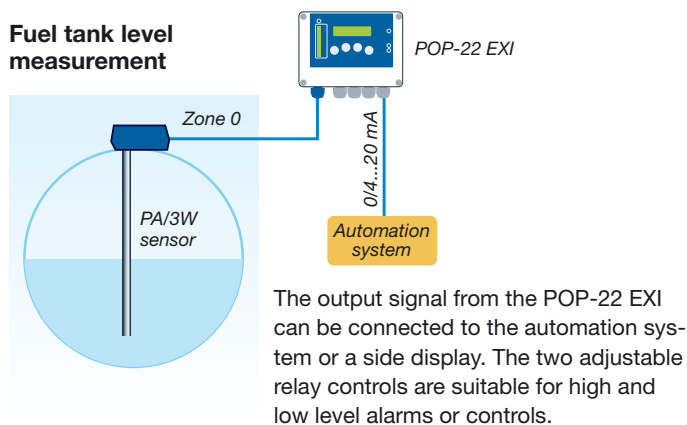 Fuel tank level
measurement
POP-22 EXI
Zone 0
0/4...20 mA
PA/3W
sensor
Automation
system
The output signal from the POP-22 EXI
can be connected to the automation sys-
tem or a side display. The two adjustable
relay controls are suitable for high and
low level alarms or controls.